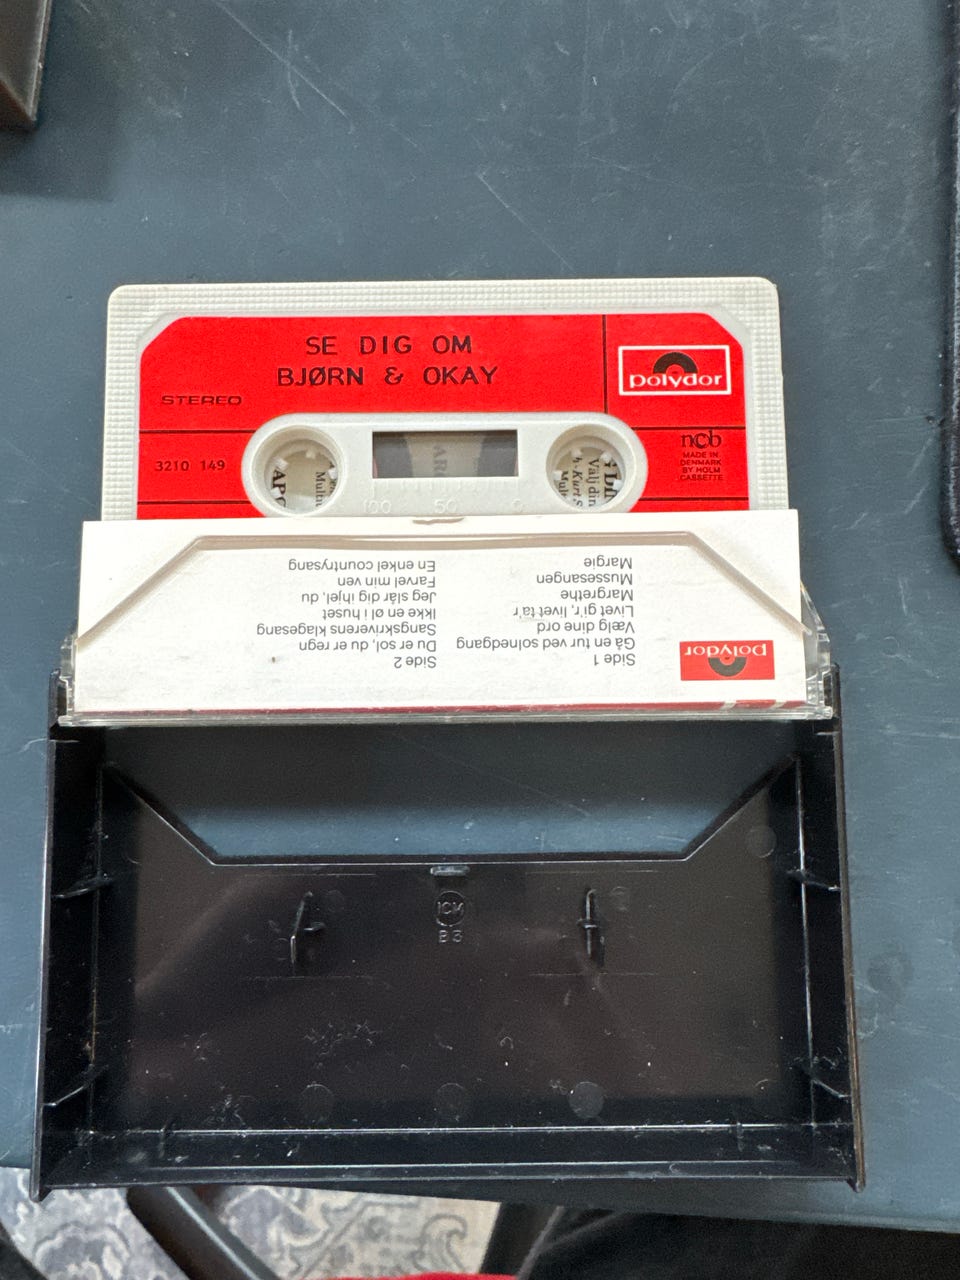 SE DIG OM
BJØRN & OKAY
STEREO
polydor
3210 149
ncb
MADE IN
DENMARK
BY HOLM
CASSETTE
100 50 0
Side 1
Gå en tur ved solnedgang
Vælg dine ord
Livet gi'r, livet ta'r
Margrethe
Mussesangen
Margie
Side 2
Du er sol, du er regn
Sangskriverens klagesang
Ikke en øl i huset
Jeg slår dig ihjel, du
Farvel min ven
En enkel countrysang
polydor
ICM
B3